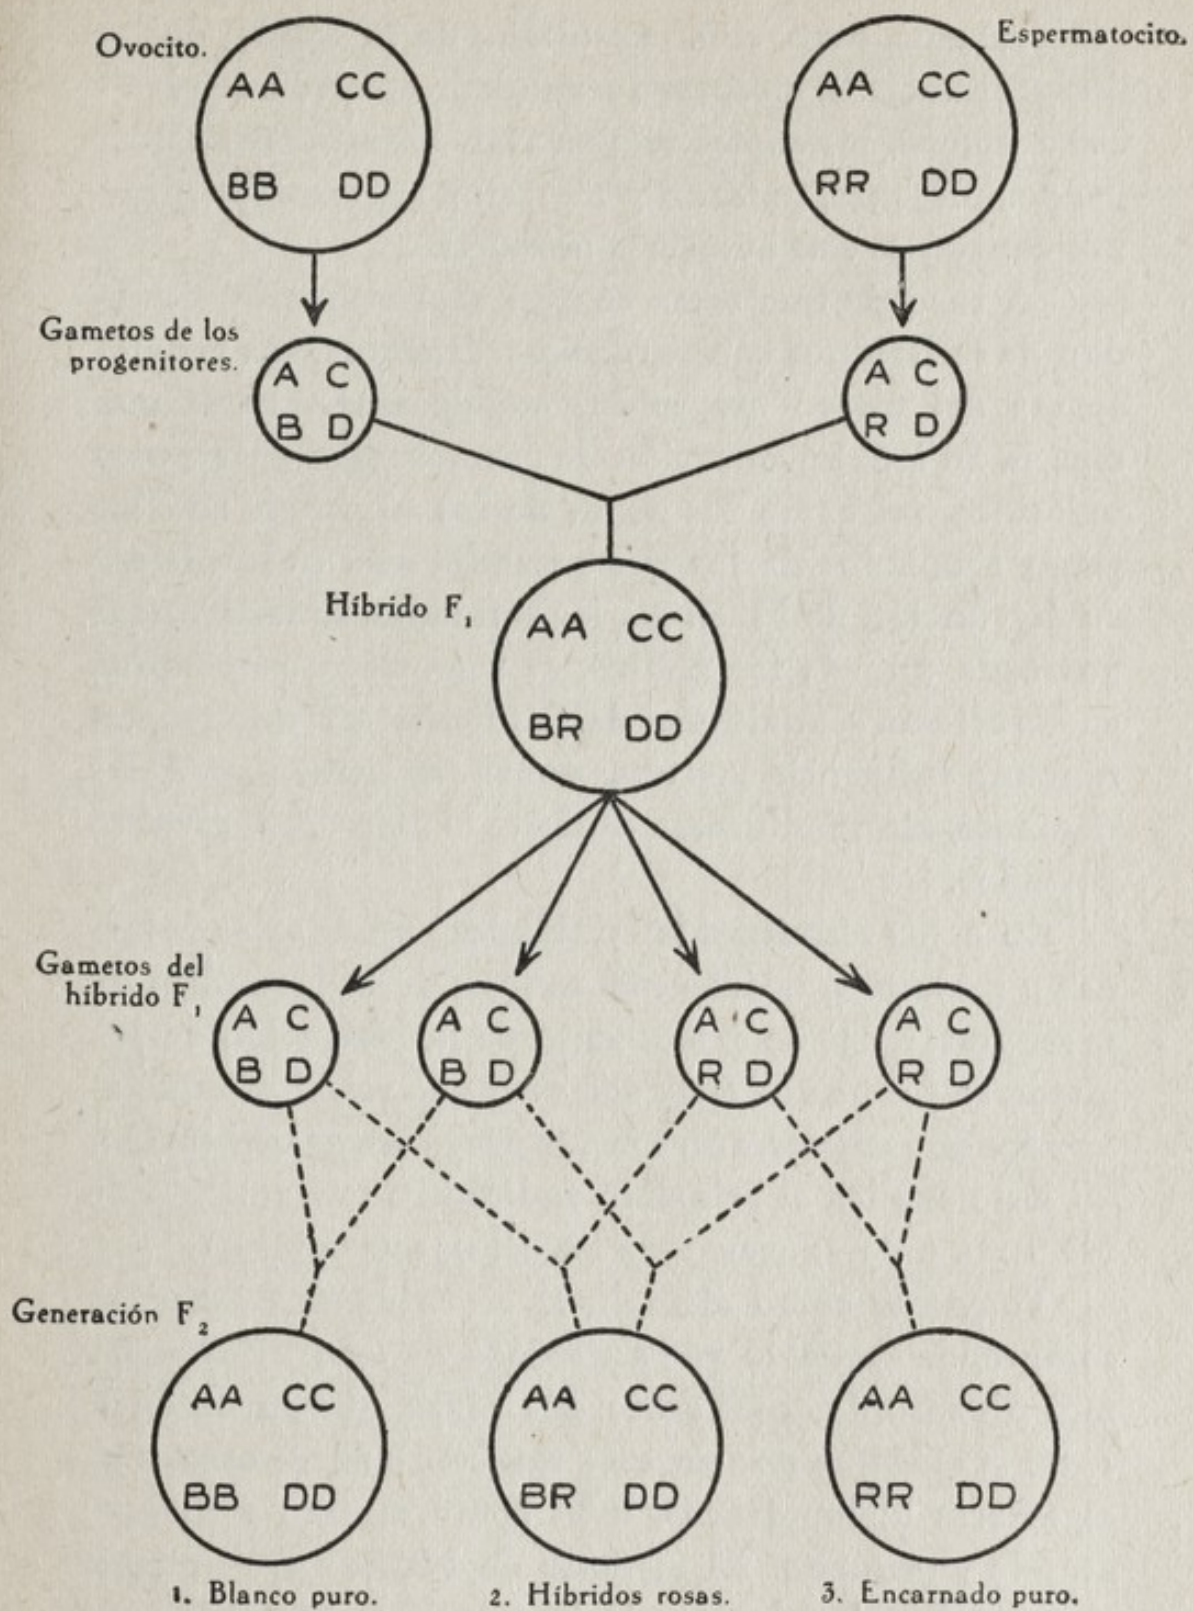 Ovocito.
Espermatocito.
AA CC
AA CC
BB DD
RR DD
Gametos de los
progenitores.
A C
A C
B D
R D
Híbrido F₁
AA CC
BR DD
Gametos del
híbrido F₁
A C
A C
A C
A C
B D
B D
R D
R D
Generación F₂
AA CC
AA CC
AA CC
BB DD
BR DD
RR DD
1. Blanco puro.
2. Híbridos rosas.
3. Encarnado puro.